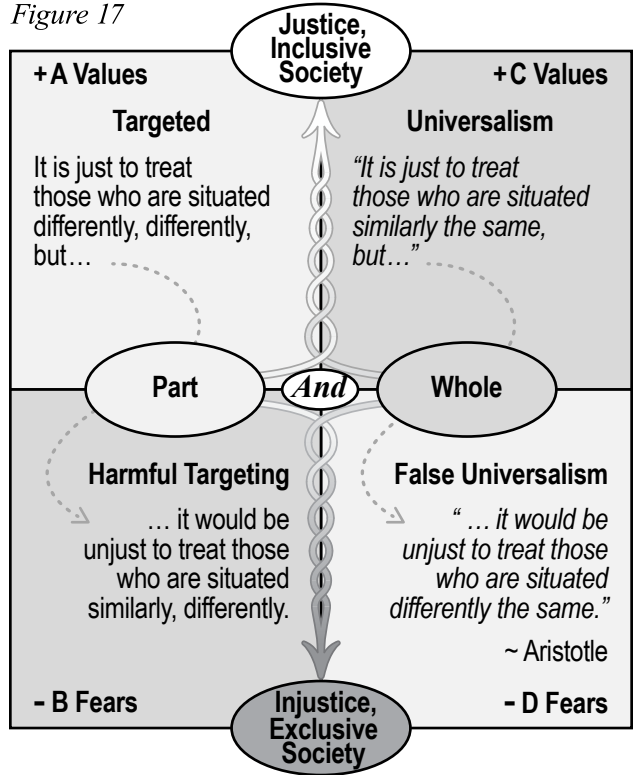 Figure 17
Justice,
Inclusive
Society
+A Values
+C Values
Targeted
It is just to treat
those who are situated
differently, differently,
but…
Universalism
“It is just to treat
those who are situated
similarly the same,
but…”
Part
And
Whole
Harmful Targeting
… it would be
unjust to treat those
who are situated
similarly, differently.
False Universalism
“ … it would be
unjust to treat those
who are situated
differently the same.”
~ Aristotle
- B Fears
- D Fears
Injustice,
Exclusive
Society